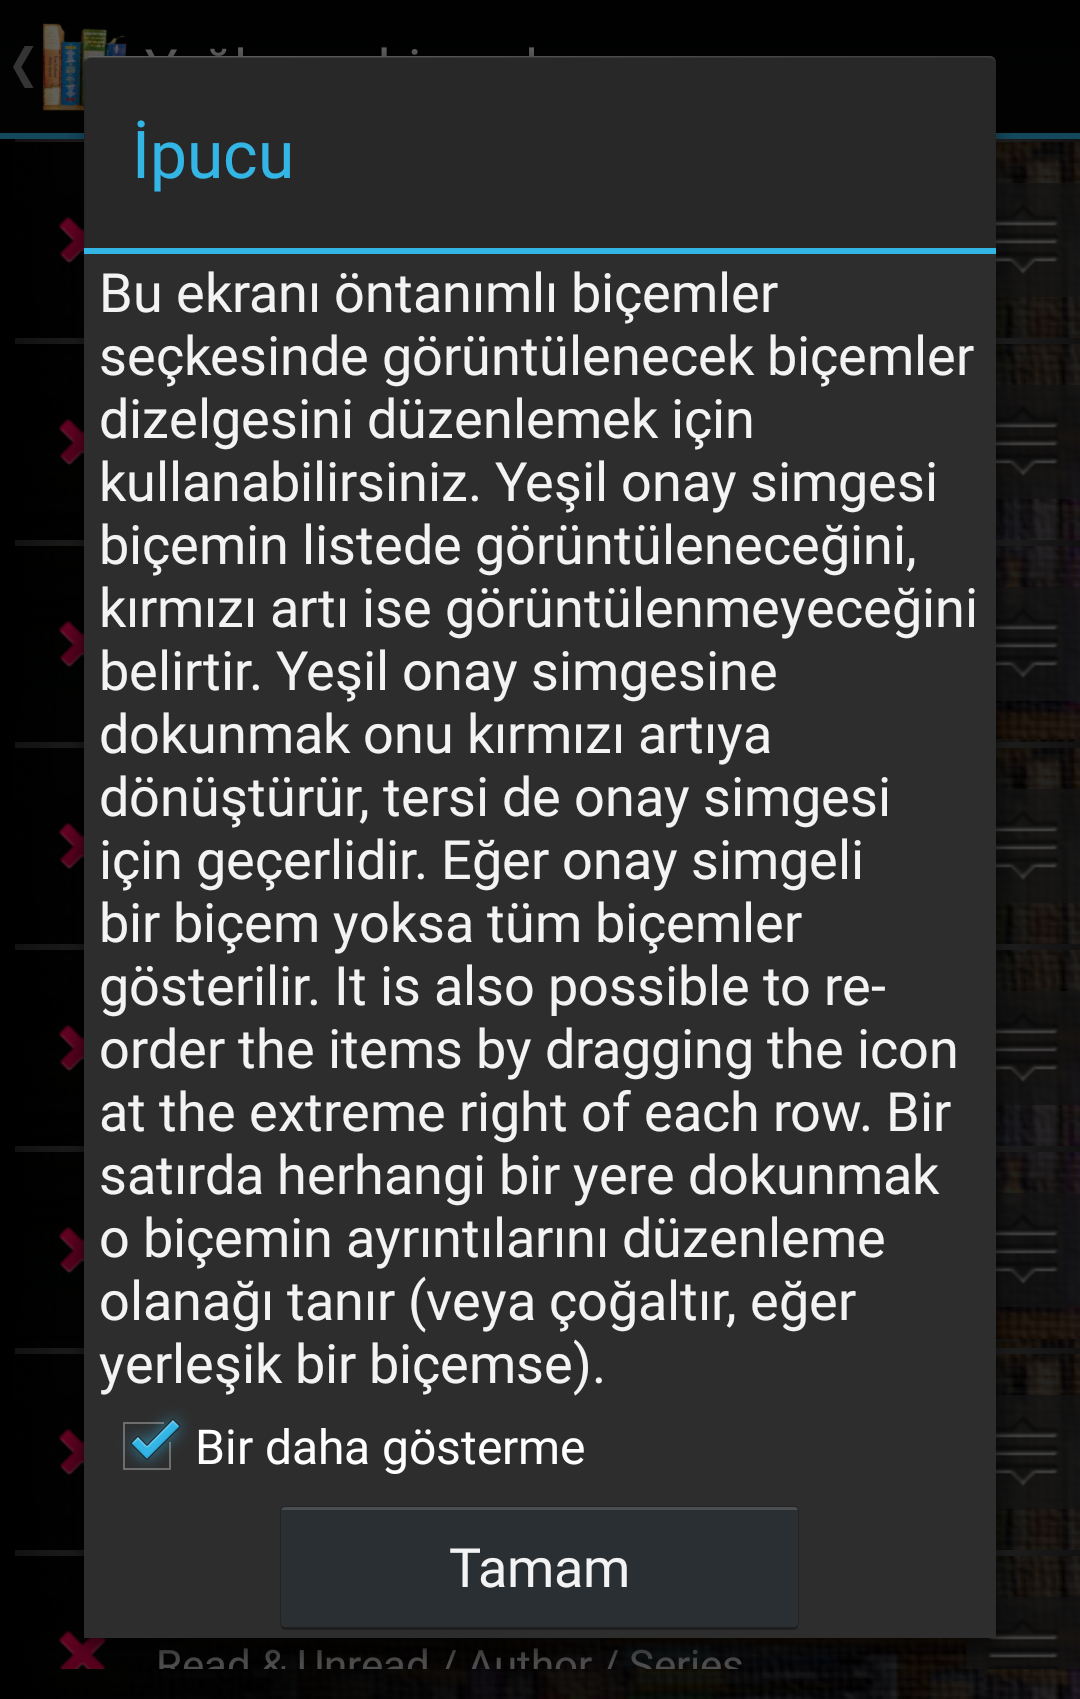 İpucu
Bu ekranı öntanımlı biçemler
seçkesinde görüntülenecek biçemler
dizelgesini düzenlemek için
kullanabilirsiniz. Yeşil onay simgesi
biçemin listede görüntüleneceğini,
kırmızı artı ise görüntülenmeyeceğini
belirtir. Yeşil onay simgesine
dokunmak onu kırmızı artıya
dönüştürür, tersi de onay simgesi
için geçerlidir. Eğer onay simgeli
bir biçem yoksa tüm biçemler
gösterilir. It is also possible to re-
order the items by dragging the icon
at the extreme right of each row. Bir
satırda herhangi bir yere dokunmak
o biçemin ayrıntılarını düzenleme
olanağı tanır (veya çoğaltır, eğer
yerleşik bir biçemse).
Bir daha gösterme
Tamam
Read & Unread / Author / Series